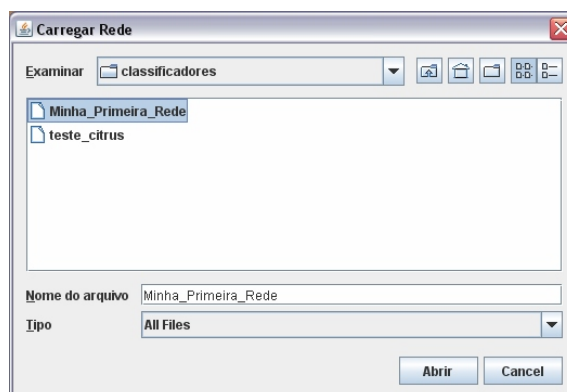 Carregar Rede
Examinar classificadores
Minha_Primeira_Rede
teste_citrus
Nome do arquivo Minha_Primeira_Rede
Tipo All Files
Abrir Cancel